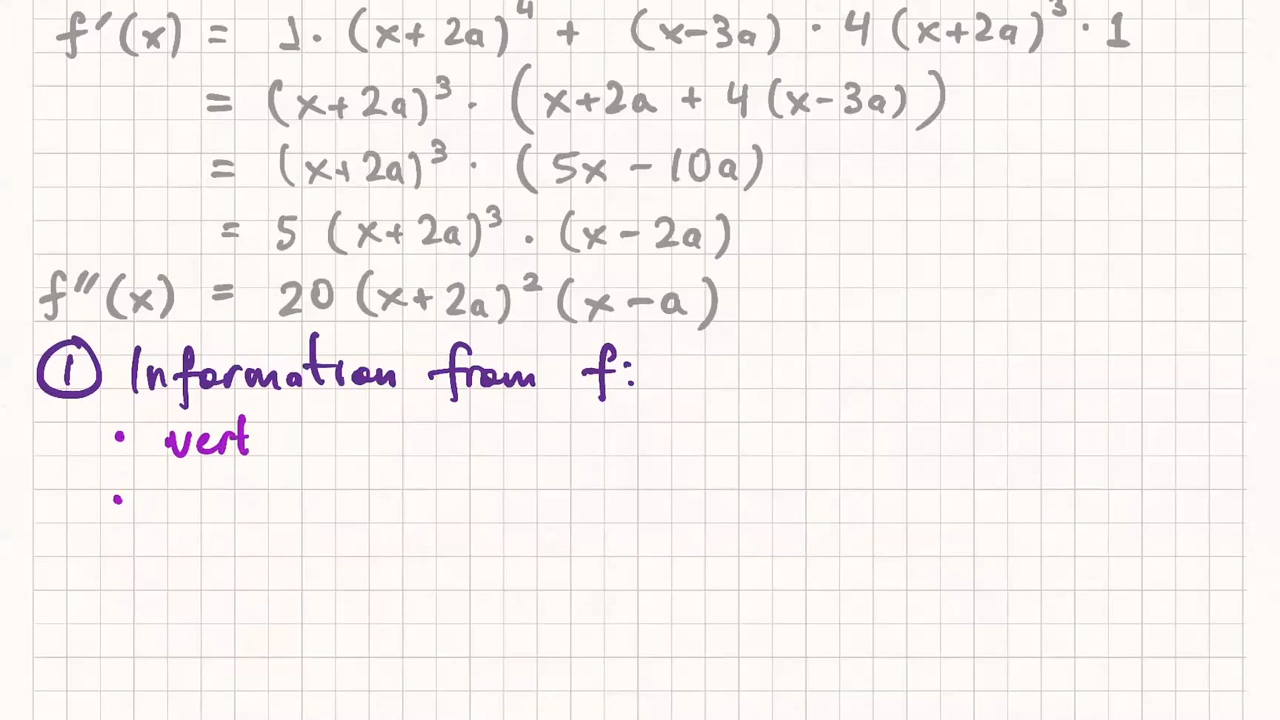 f'(x) = 1·(x+2a)⁴ + (x-3a)·4(x+2a)³·1
= (x+2a)³·(x+2a + 4(x-3a))
= (x+2a)³·(5x - 10a)
= 5(x+2a)³·(x-2a)
f''(x) = 20(x+2a)²(x-a)
① Information from f:
• vert
•